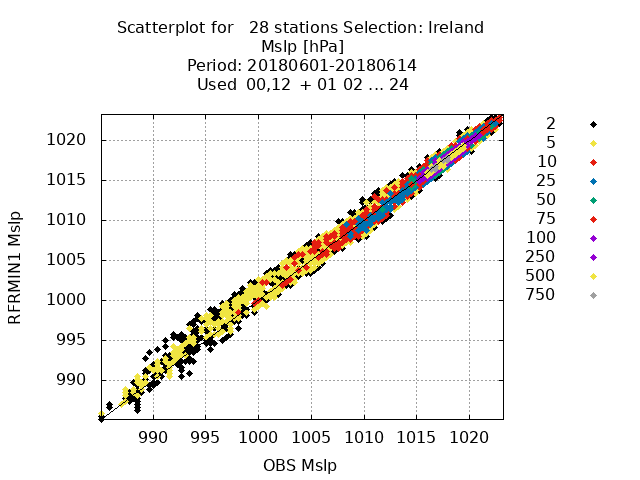 Scatterplot for   28 stations Selection: Ireland
Mslp [hPa]
Period: 20180601-20180614
Used  00,12  + 01 02 ... 24
2
5
10
25
50
75
100
250
500
750
1020
1015
1010
1005
1000
995
990
RFRMIN1 Mslp
990 995 1000 1005 1010 1015 1020
OBS Mslp